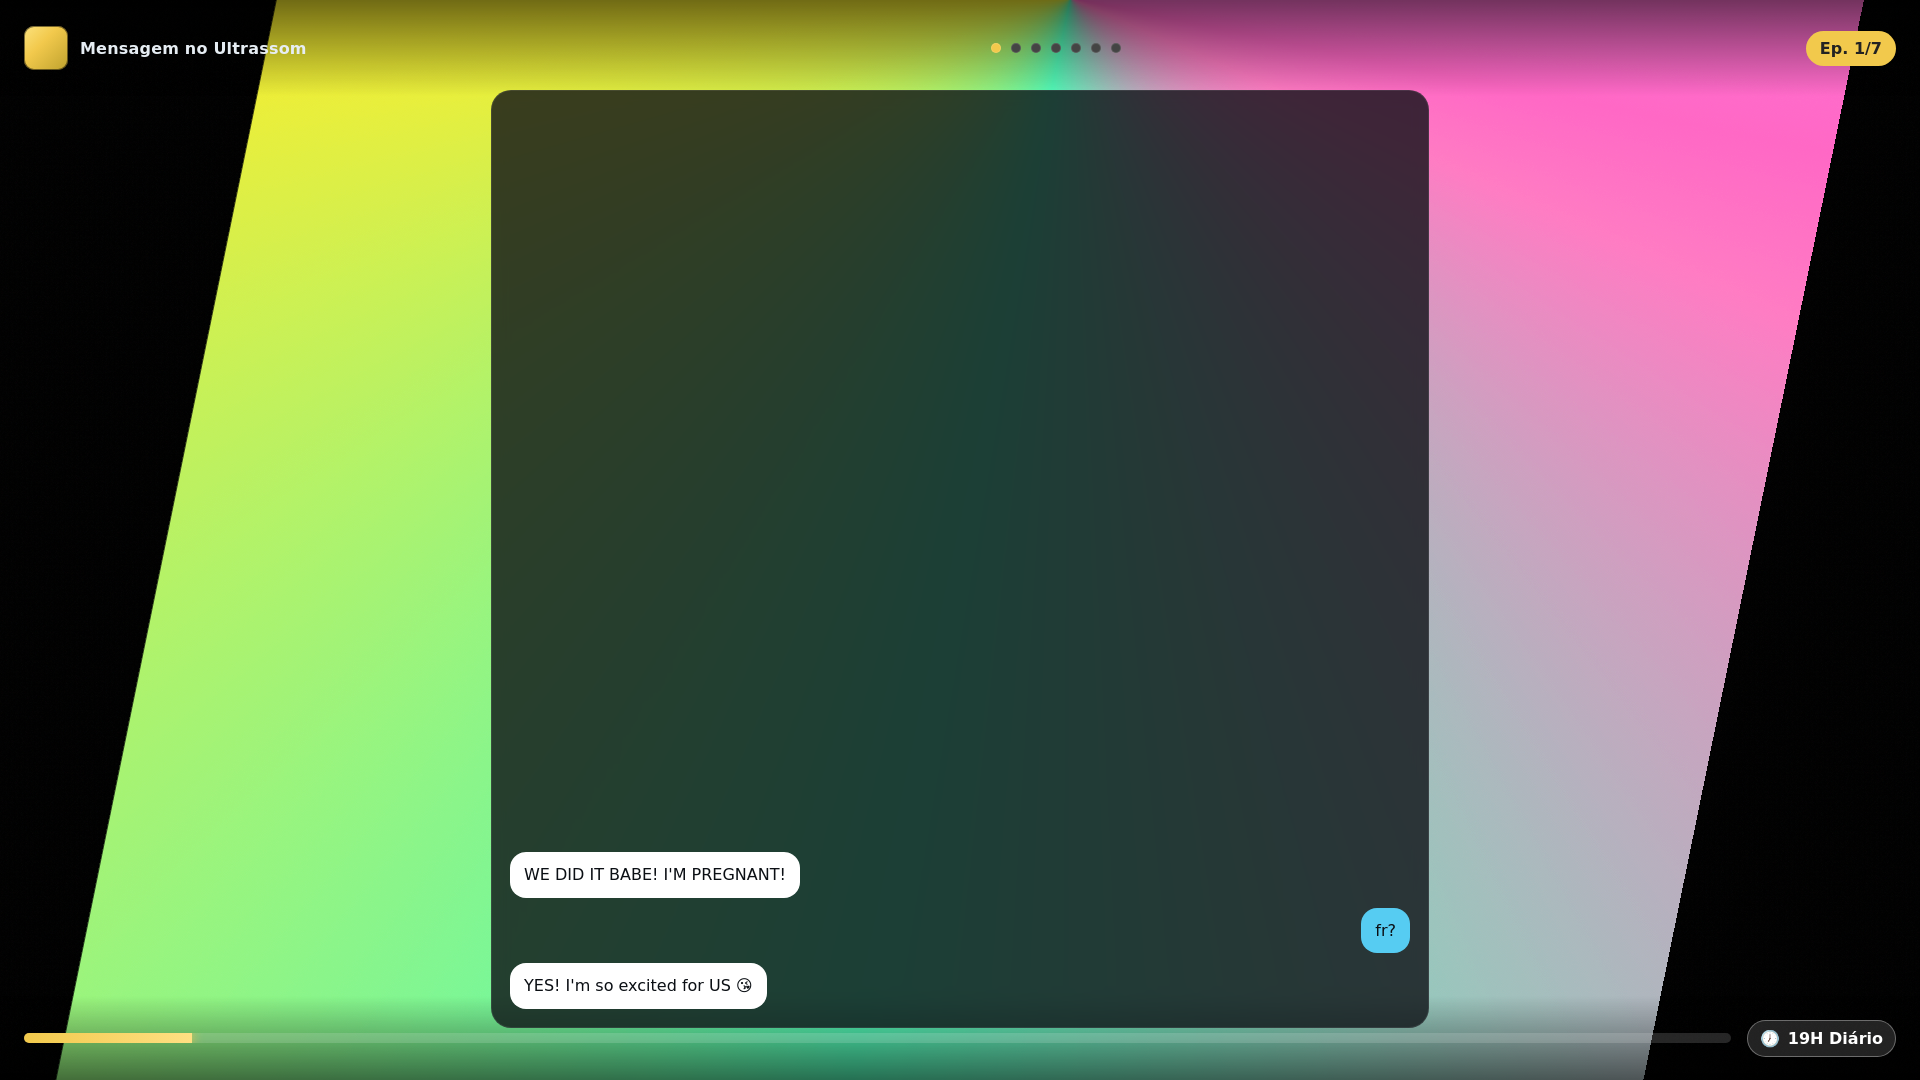 Mensagem no Ultrassom
Ep. 1/7
WE DID IT BABE! I'M PREGNANT!
fr?
YES! I'm so excited for US 😘
19H Diário